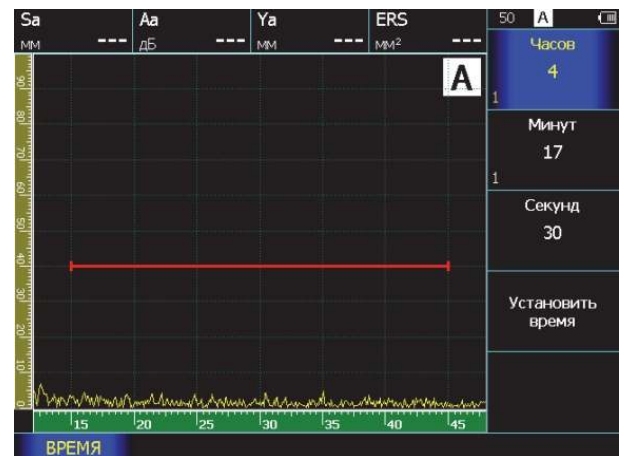 Sa
мм ---
Aa
дБ ---
Ya
мм ---
ERS
мм² ---
50 A
Часов
4
1
Минут
17
1
Секунд
30
Установить
время
A
90
80
70
60
50
40
30
20
10
0
15 20 25 30 35 40 45
ВРЕМЯ